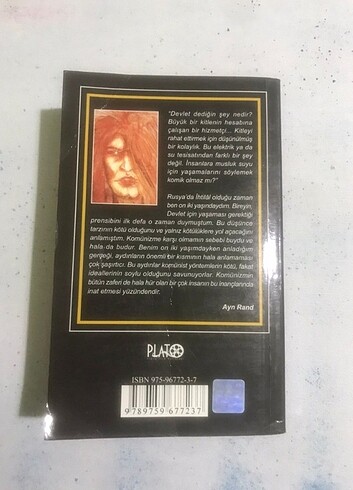 "Devlet dediğin şey nedir?
Büyük bir kitlenin hesabına
çalışan bir hizmetçi... Kitleyi
rahat ettirmek için düşünülmüş
bir kolaylık. Bu elektrik ya da
su tesisatından farklı bir şey
değil. İnsanlara musluk suyu
için yaşamalarını söylemek
komik olmaz mı?"
Rusya'da İhtilâl olduğu zaman
ben on iki yaşındaydım. Bireyin,
Devlet için yaşaması gerektiği
prensibini ilk defa o zaman duymuştum. Bu düşünce
tarzının kötü olduğunu ve yalnız kötülüklere yol açacağını
anlamıştım. Komünizme karşı olmamın sebebi buydu ve
hala da budur. Benim on iki yaşımdayken anladığım
gerçeği, aydınların önemli bir kısmının hala anlamaması
çok şaşırtıcı. Bu aydınlar komünist yöntemlerin kötü, fakat
ideallerinin soylu olduğunu savunuyorlar. Komünizmin
bütün zaferi de hala hür olan bir çok insanın bu inançlarında
inat etmesi yüzündendir.
Ayn Rand
PLATO
ISBN 975-96772-3-7
9789759677237